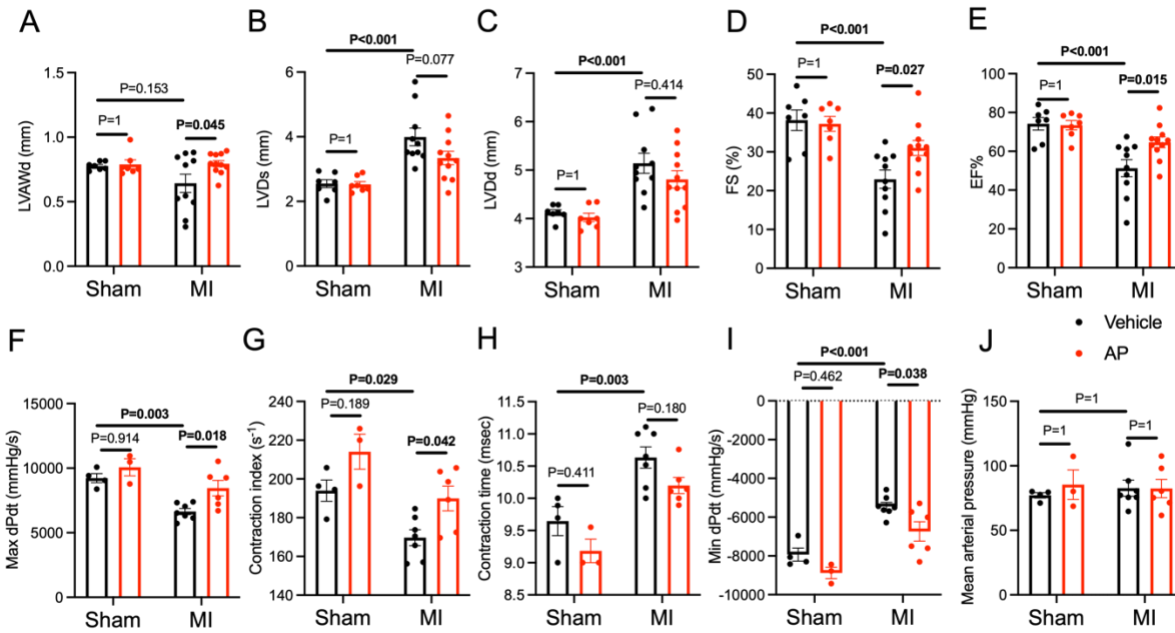 A
LVAWd (mm)
1.5
1.0
0.5
0.0
P=0.153
P=1
P=0.045
Sham MI
B
LVDs (mm)
6
4
2
0
P<0.001
P=0.077
P=1
Sham MI
C
LVDd (mm)
7
6
5
4
3
P<0.001
P=0.414
P=1
Sham MI
D
FS (%)
50
40
30
20
10
0
P<0.001
P=1
P=0.027
Sham MI
E
EF%
100
80
60
40
20
0
P<0.001
P=1
P=0.015
Sham MI
Vehicle
AP
F
Max dPdt (mmHg/s)
15000
10000
5000
0
P=0.003
P=0.914
P=0.018
Sham MI
G
Contraction index (s⁻¹)
240
220
200
180
160
140
P=0.029
P=0.189
P=0.042
Sham MI
H
Contraction time (msec)
11.5
11.0
10.5
10.0
9.5
9.0
8.5
P=0.003
P=0.180
P=0.411
Sham MI
I
Min dPdt (mmHg/s)
0
-2000
-4000
-6000
-8000
-10000
P<0.001
P=0.462
P=0.038
Sham MI
J
Mean arterial pressure (mmHg)
150
100
50
0
P=1
P=1
P=1
Sham MI